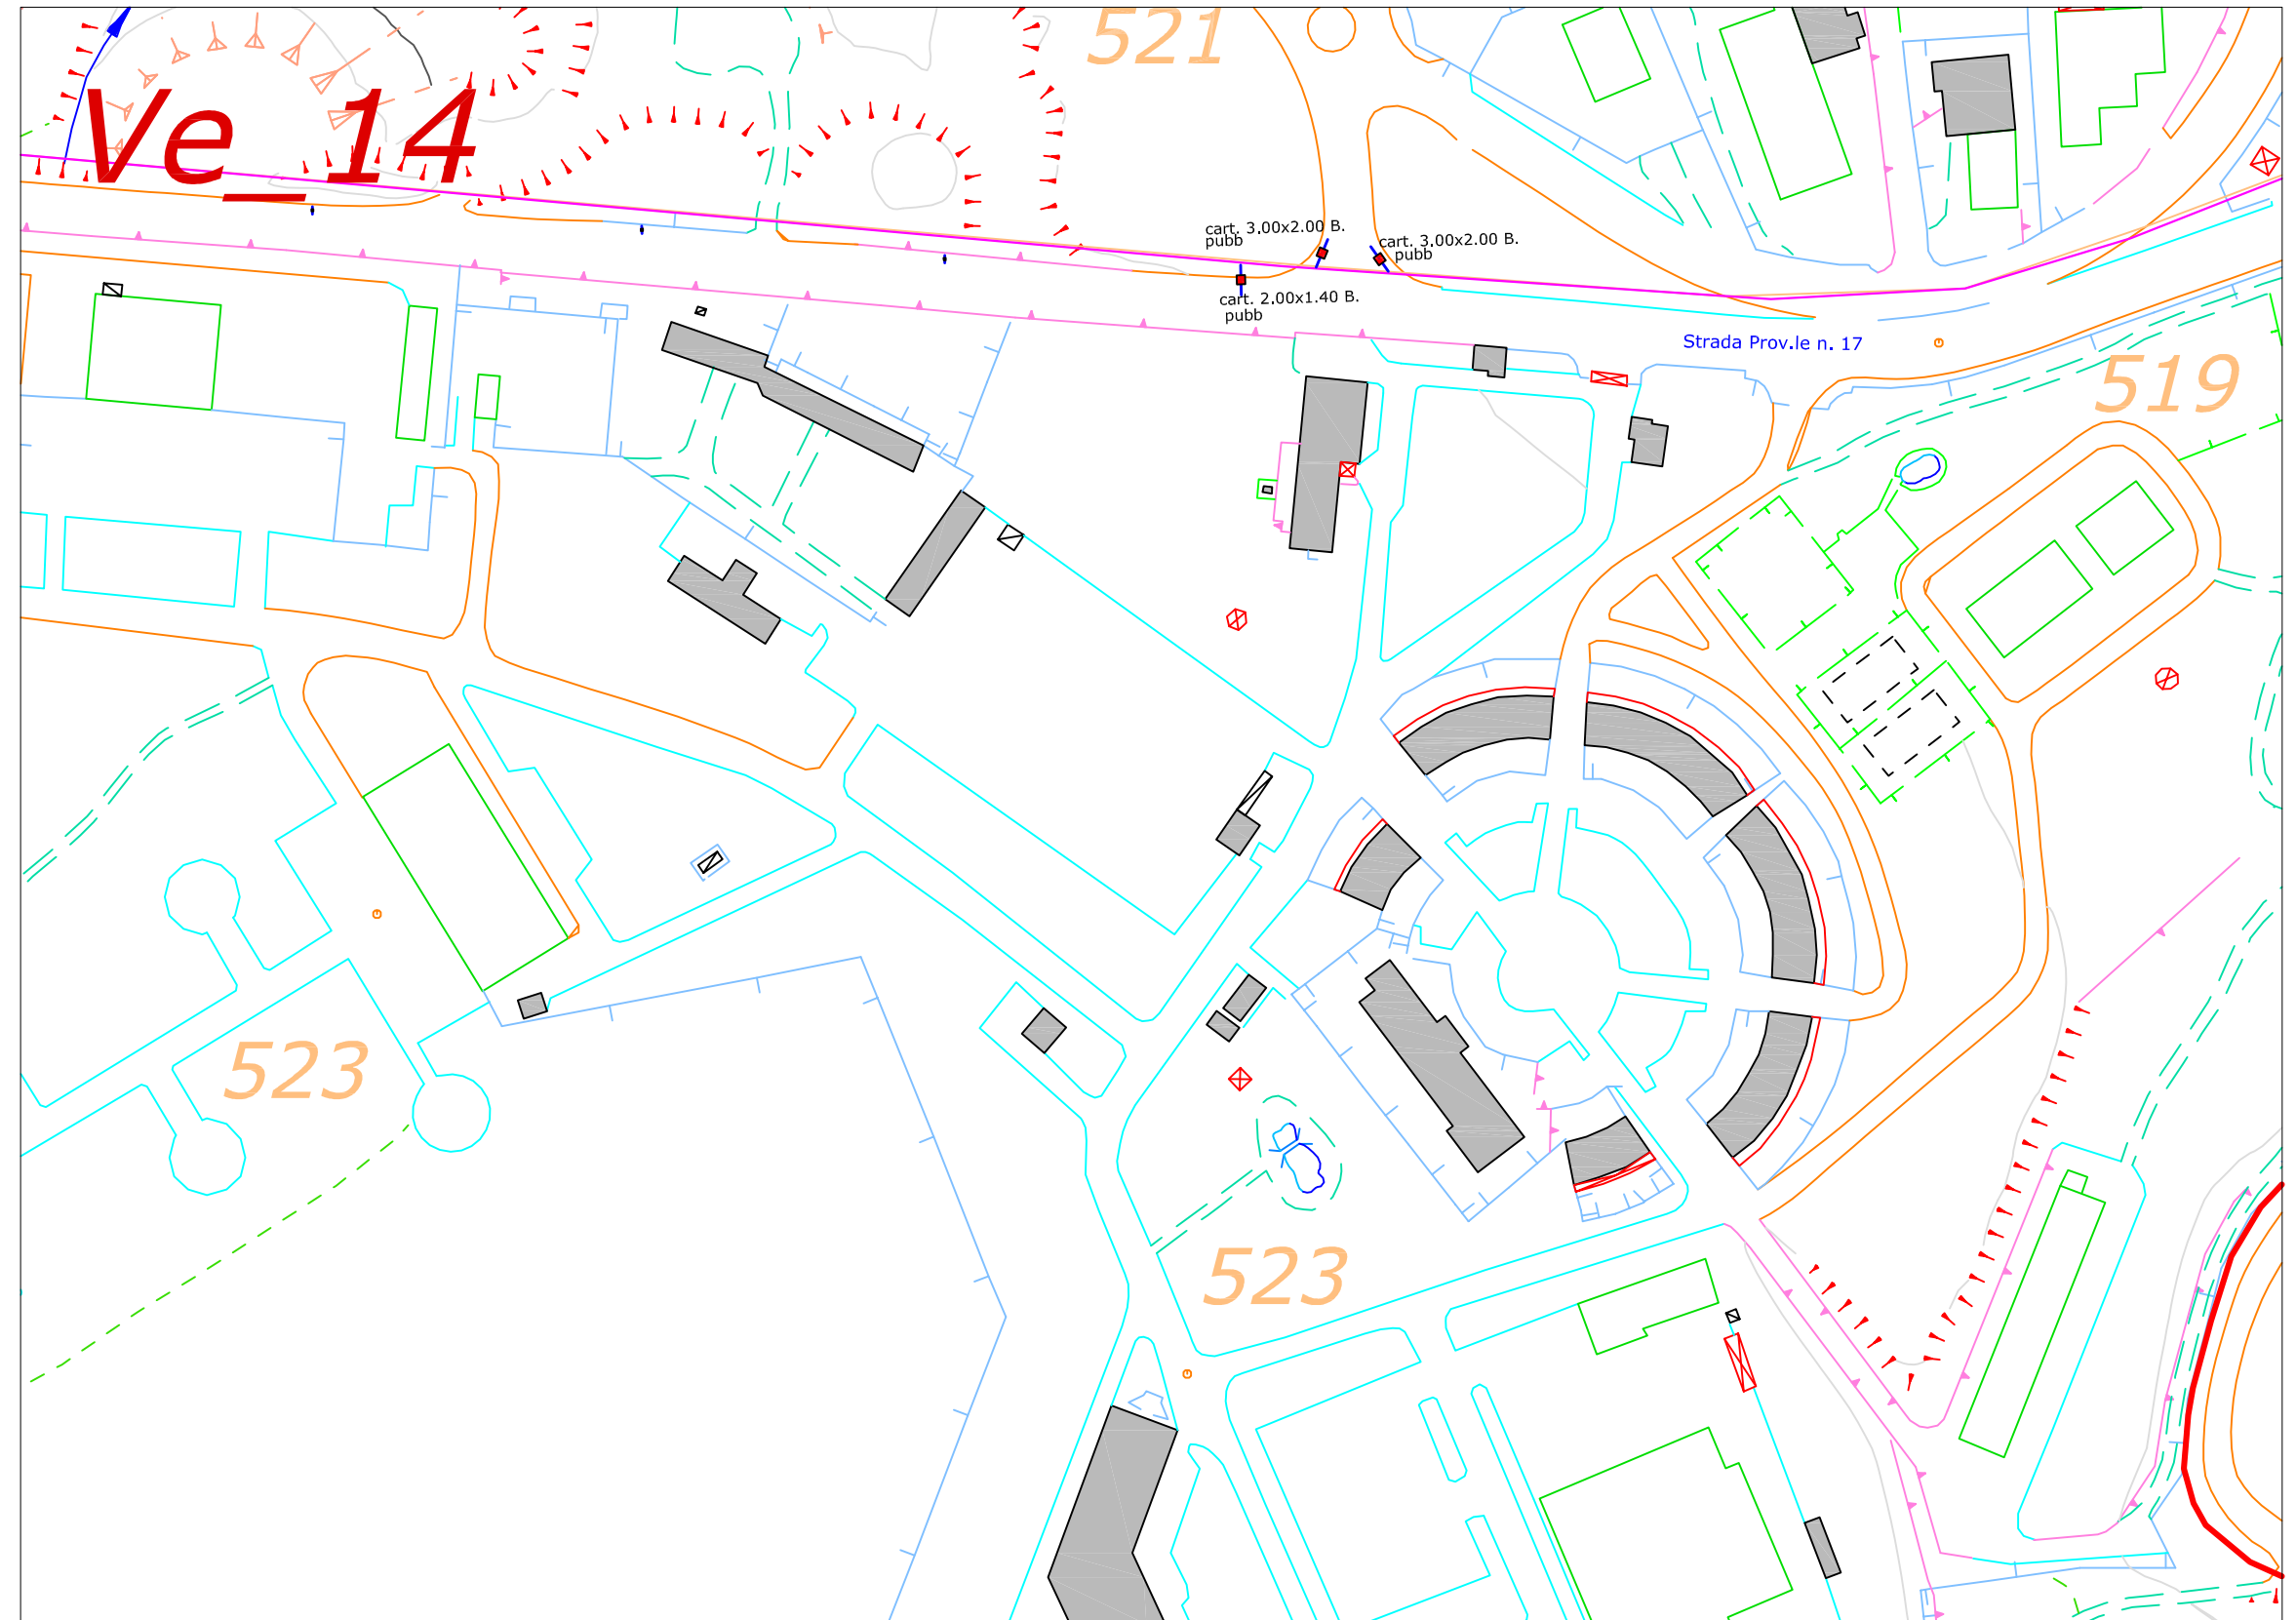 521
Ve_14
cart. 3.00x2.00 B.
pubb
cart. 3.00x2.00 B.
pubb
cart. 2.00x1.40 B.
pubb
Strada Prov.le n. 17
519
523
523